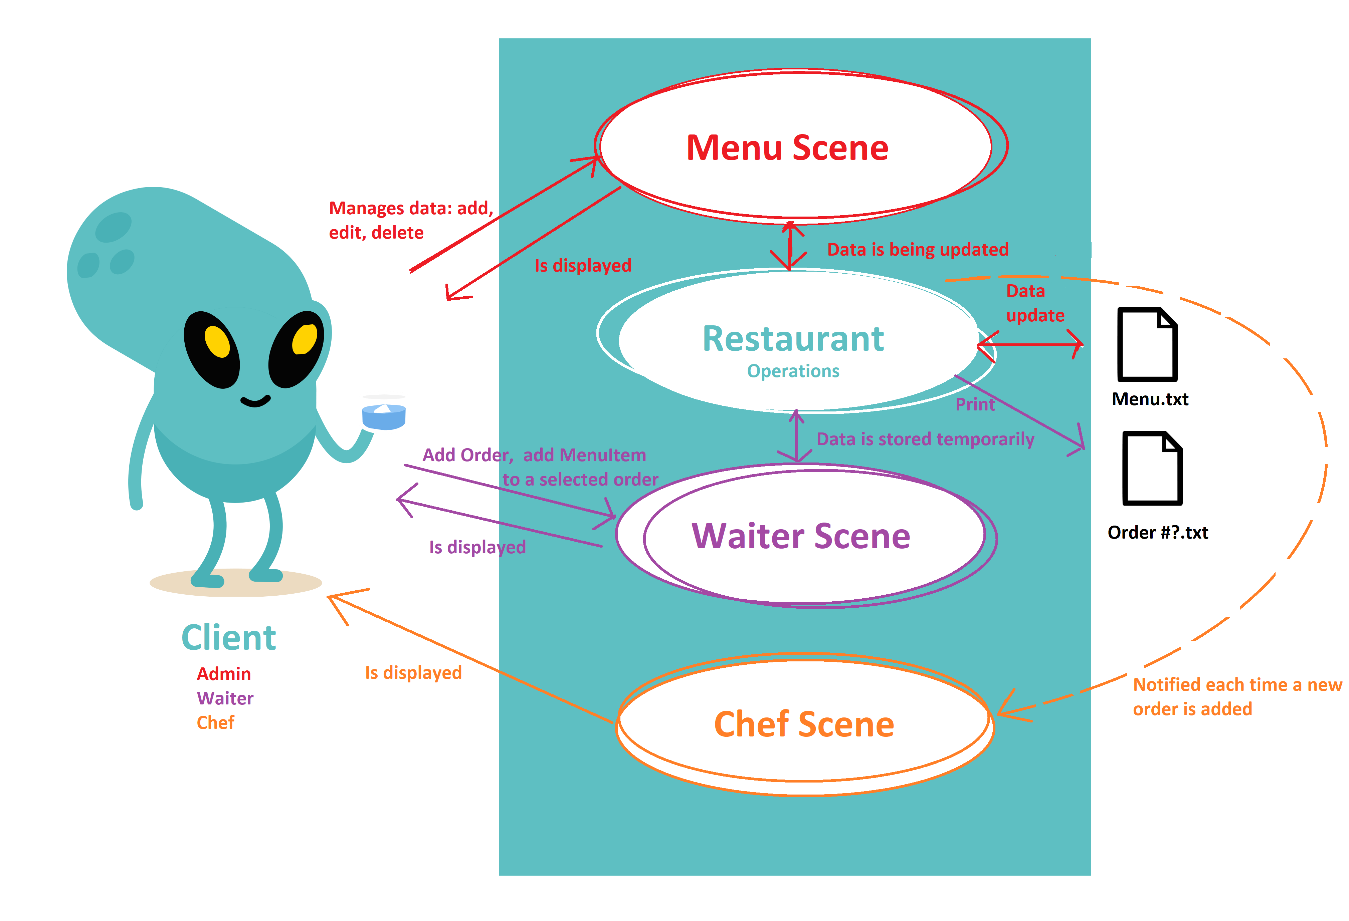 Menu Scene
Manages data: add,
edit, delete
Is displayed
Data is being updated
Data
update
Restaurant
Operations
Menu.txt
Print
Data is stored temporarily
Add Order,  add MenuItem
to a selected order
Is displayed
Waiter Scene
Order #?.txt
Client
Admin
Waiter
Chef
Is displayed
Chef Scene
Notified each time a new
order is added